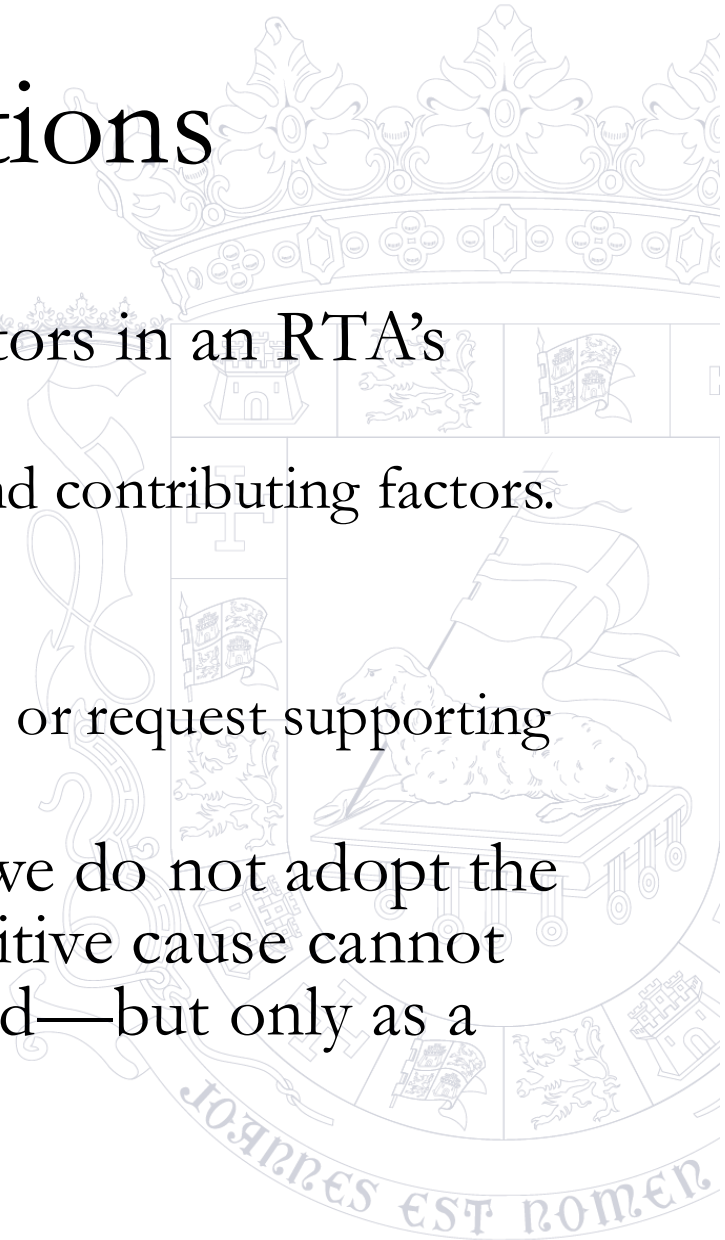 tions
tors in an RTA’s
nd contributing factors.
or request supporting
we do not adopt the
itive cause cannot
d—but only as a
JOANNES EST NOMEN